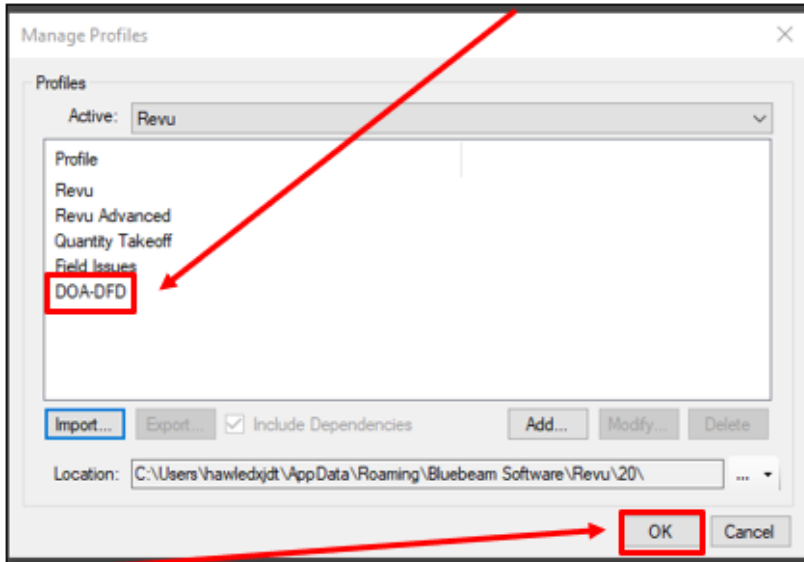 Manage Profiles
Profiles
Active: Revu
Profile
Revu
Revu Advanced
Quantity Takeoff
Field Issues
DOA-DFD
Import... Export... Include Dependencies Add... Modify... Delete
Location: C:\Users\hawledxjdt\AppData\Roaming\Bluebeam Software\Revu\20\ ...
OK Cancel